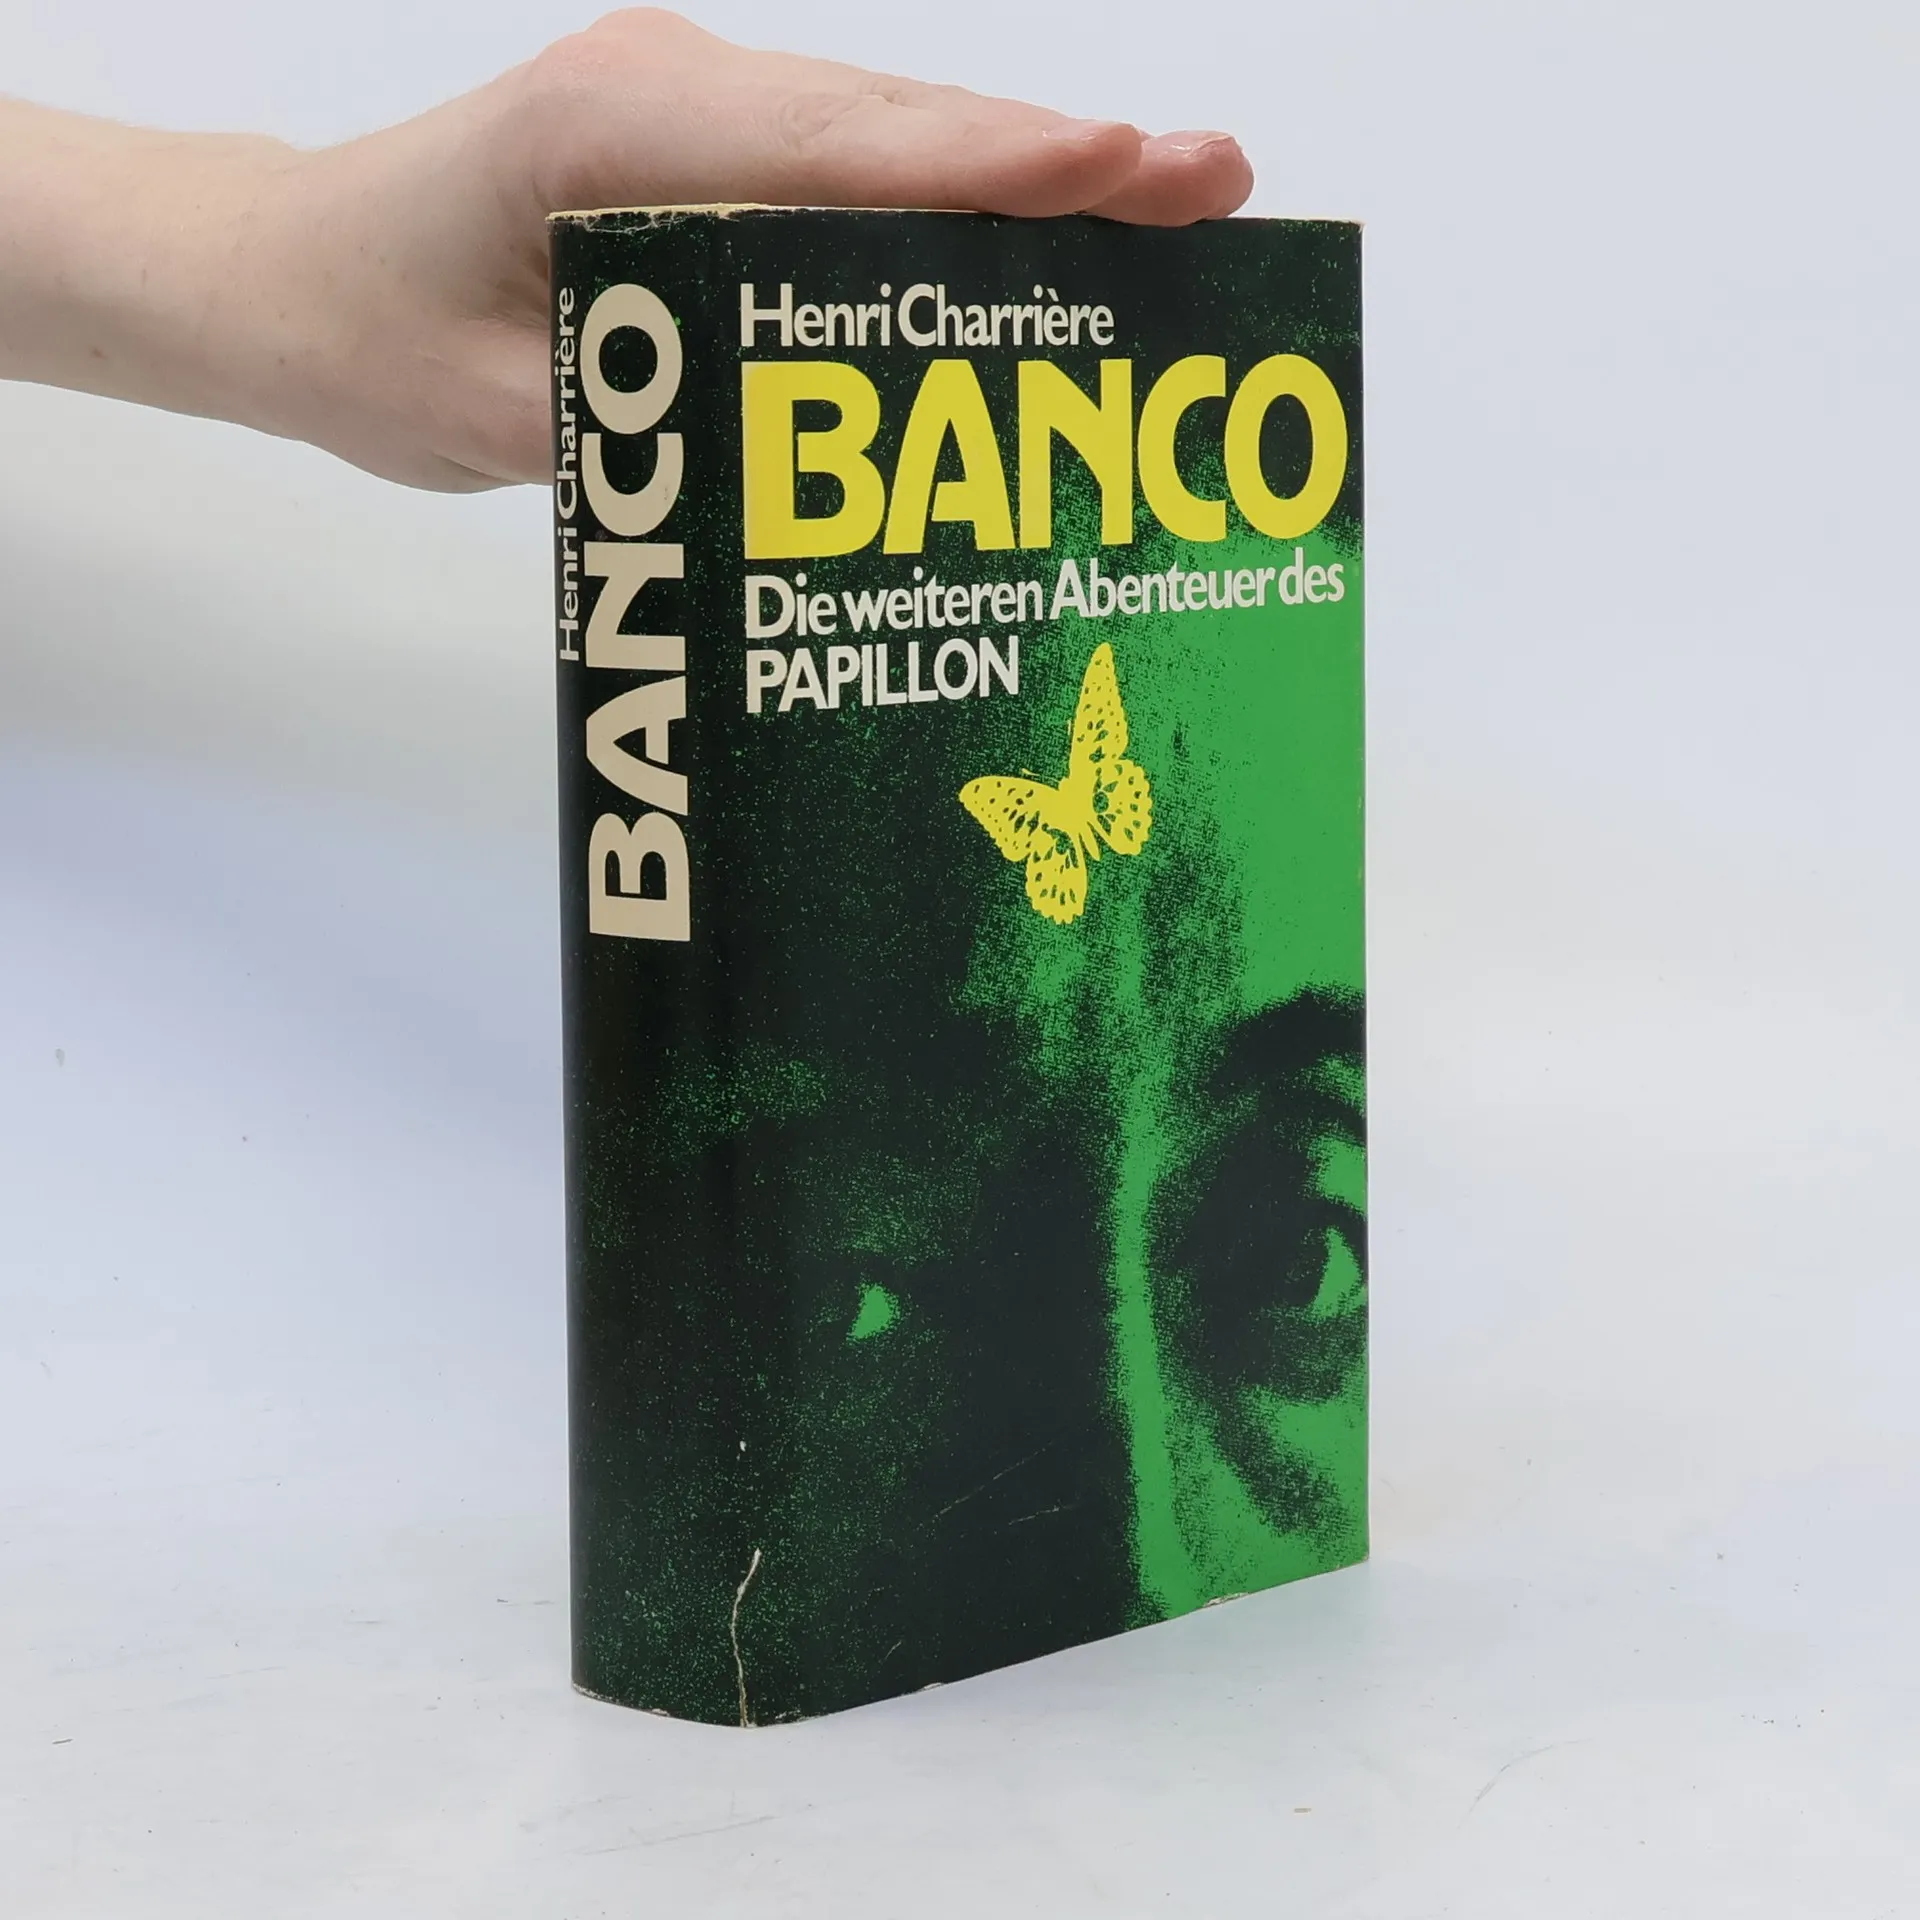 Henri Charrière
BANCO
Henri Charrière
BANCO
Die weiteren Abenteuer des
PAPILLON